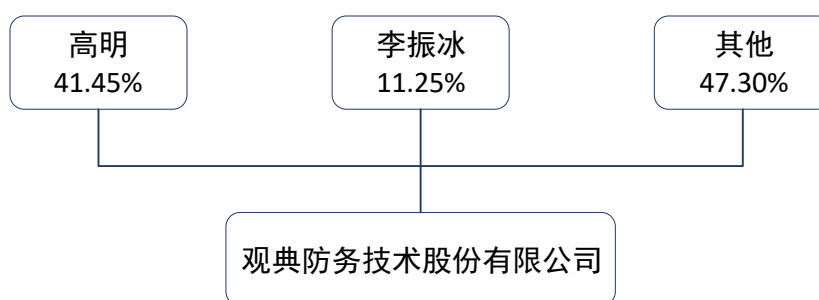 高明
41.45%
李振冰
11.25%
其他
47.30%
观典防务技术股份有限公司